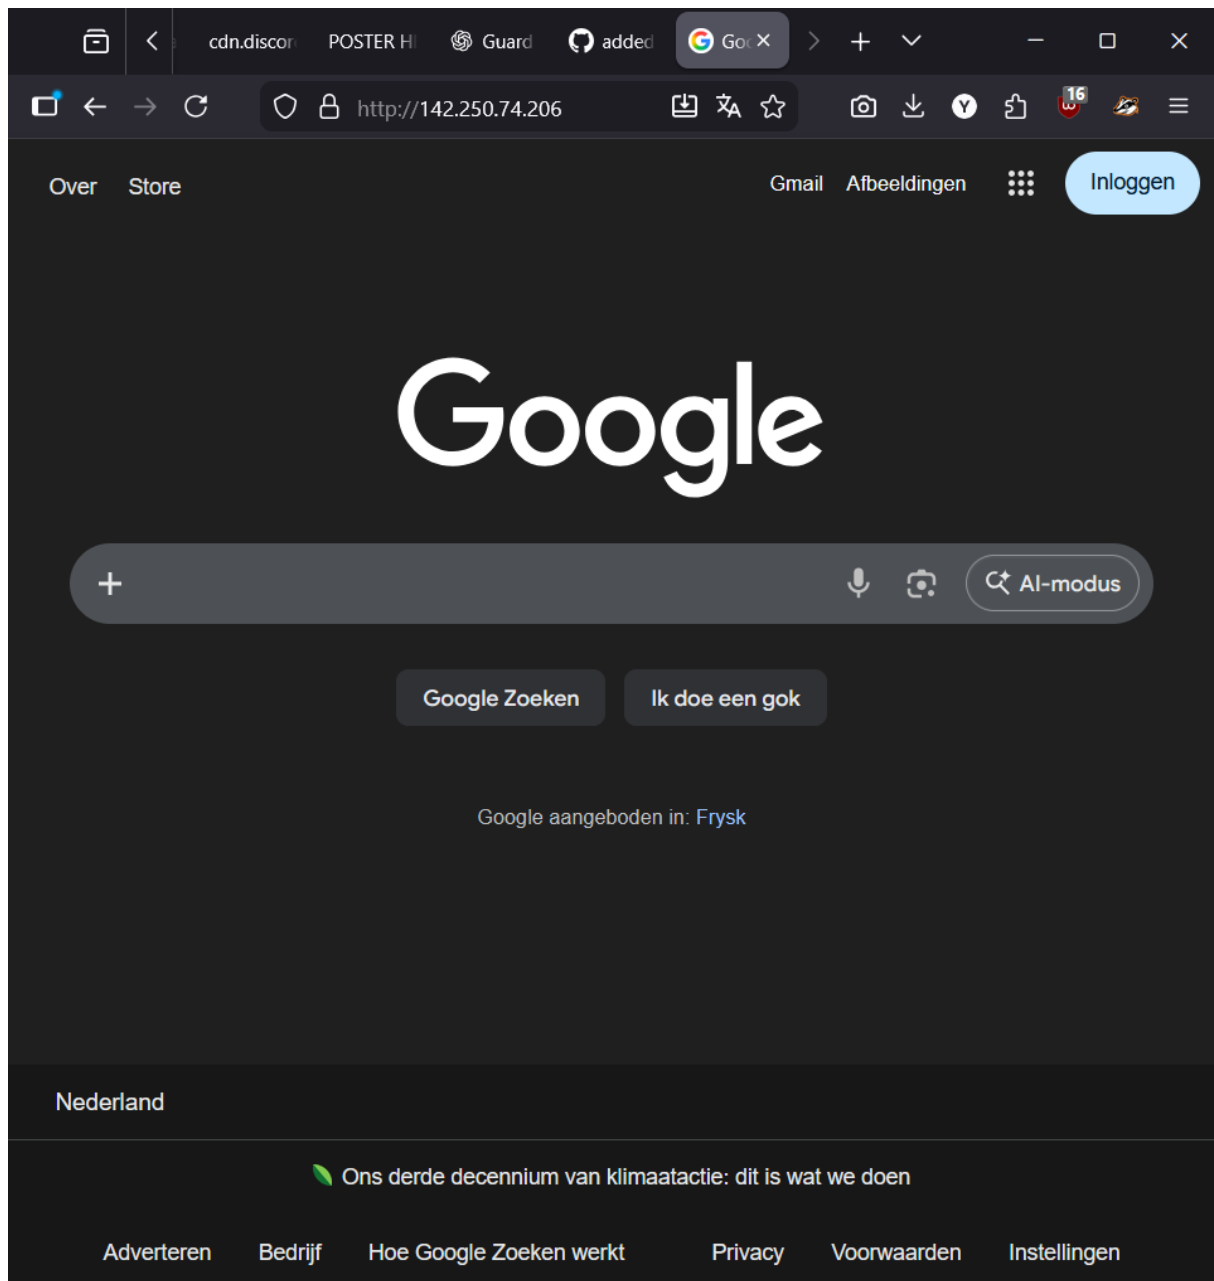 cdn.discor
POSTER H
Guard
added
Goo
http://142.250.74.206
16
Over
Store
Gmail
Afbeeldingen
Inloggen
Google
AI-modus
Google Zoeken
Ik doe een gok
Google aangeboden in: Frysk
Nederland
Ons derde decennium van klimaatactie: dit is wat we doen
Adverteren
Bedrijf
Hoe Google Zoeken werkt
Privacy
Voorwaarden
Instellingen